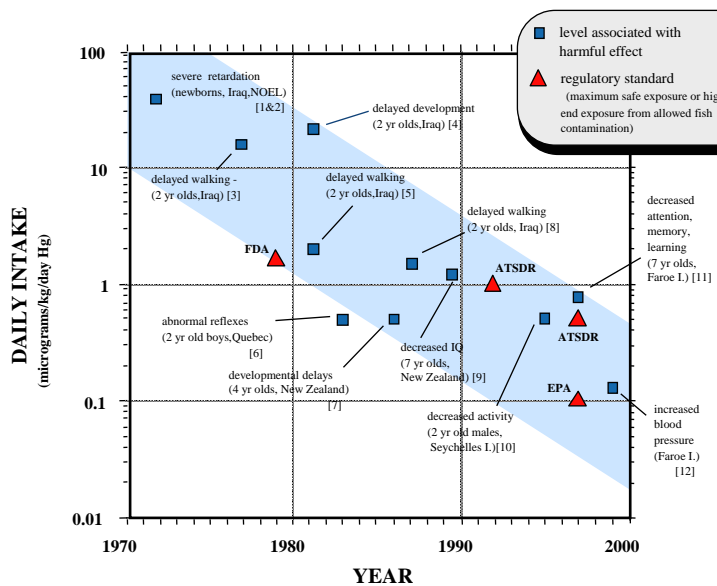 level associated with
harmful effect
regulatory standard
(maximum safe exposure or hig
end exposure from allowed fish
contamination)
100
10
1
0.1
0.01
DAILY INTAKE
(micrograms/kg/day Hg)
severe retardation
(newborns, Iraq,NOEL)
[1&2]
delayed development
(2 yr olds,Iraq) [4]
delayed walking -
(2 yr olds,Iraq) [3]
delayed walking
(2 yr olds,Iraq) [5]
delayed walking
(2 yr olds, Iraq) [8]
decreased
attention,
memory,
learning
(7 yr olds,
Faroe I.)
[11]
FDA
ATSDR
abnormal reflexes
(2 yr old boys,Quebec)
[6]
developmental delays
(4 yr olds, New Zealand)
[7]
decreased IQ
(7 yr olds,
New Zealand) [9]
ATSDR
EPA
decreased activity
(2 yr old males,
Seychelles I.)[10]
increased
blood
pressure
(Faroe I.)
[12]
1970
1980
1990
2000
YEAR